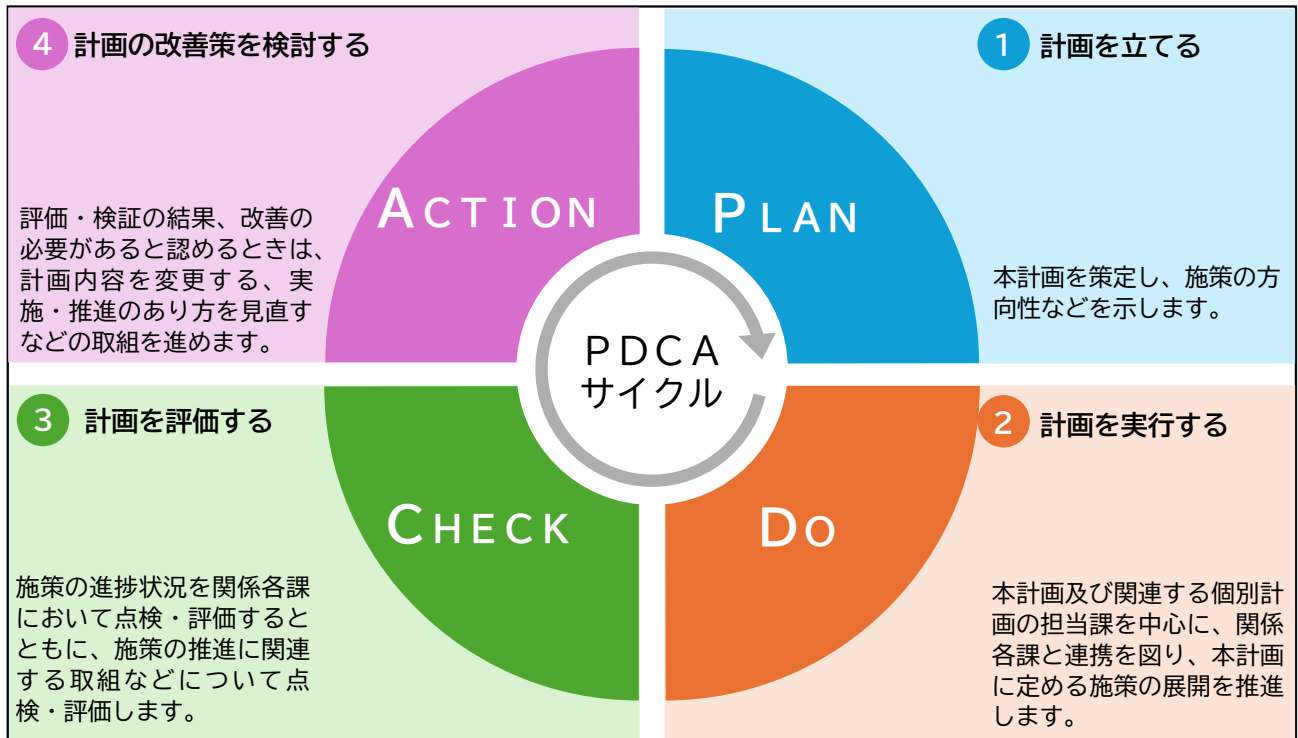 1 計画を立てる
PLAN
本計画を策定し、施策の方
向性などを示します。
2 計画を実行する
DO
本計画及び関連する個別計
画の担当課を中心に、関係
各課と連携を図り、本計画
に定める施策の展開を推進
します。
3 計画を評価する
CHECK
施策の進捗状況を関係各課
において点検・評価すると
ともに、施策の推進に関連
する取組などについて点
検・評価します。
4 計画の改善策を検討する
ACTION
評価・検証の結果、改善の
必要があると認めるときは、
計画内容を変更する、実
施・推進のあり方を見直す
などの取組を進めます。
PDCA
サイクル